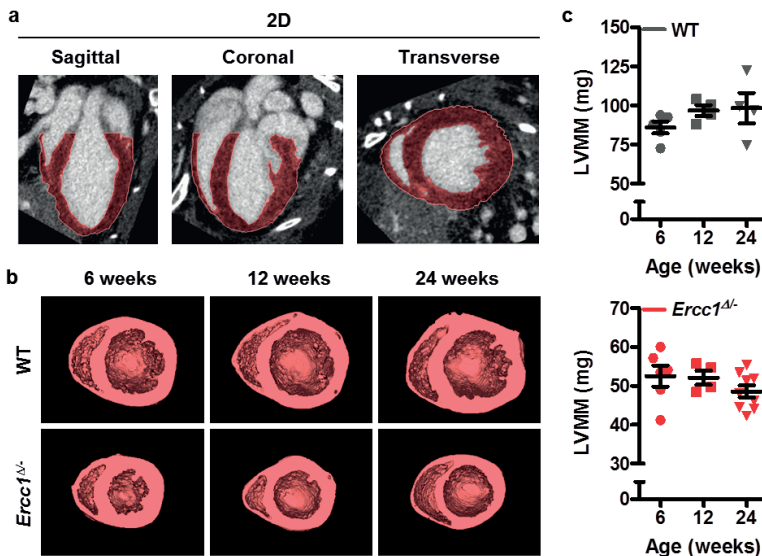 a
2D
Sagittal Coronal Transverse
b
6 weeks 12 weeks 24 weeks
WT
Ercc1Δ/-
c
WT
LVMM (mg)
150
125
100
75
50
0
6 12 24
Age (weeks)
Ercc1Δ/-
LVMM (mg)
70
60
50
40
30
0
6 12 24
Age (weeks)